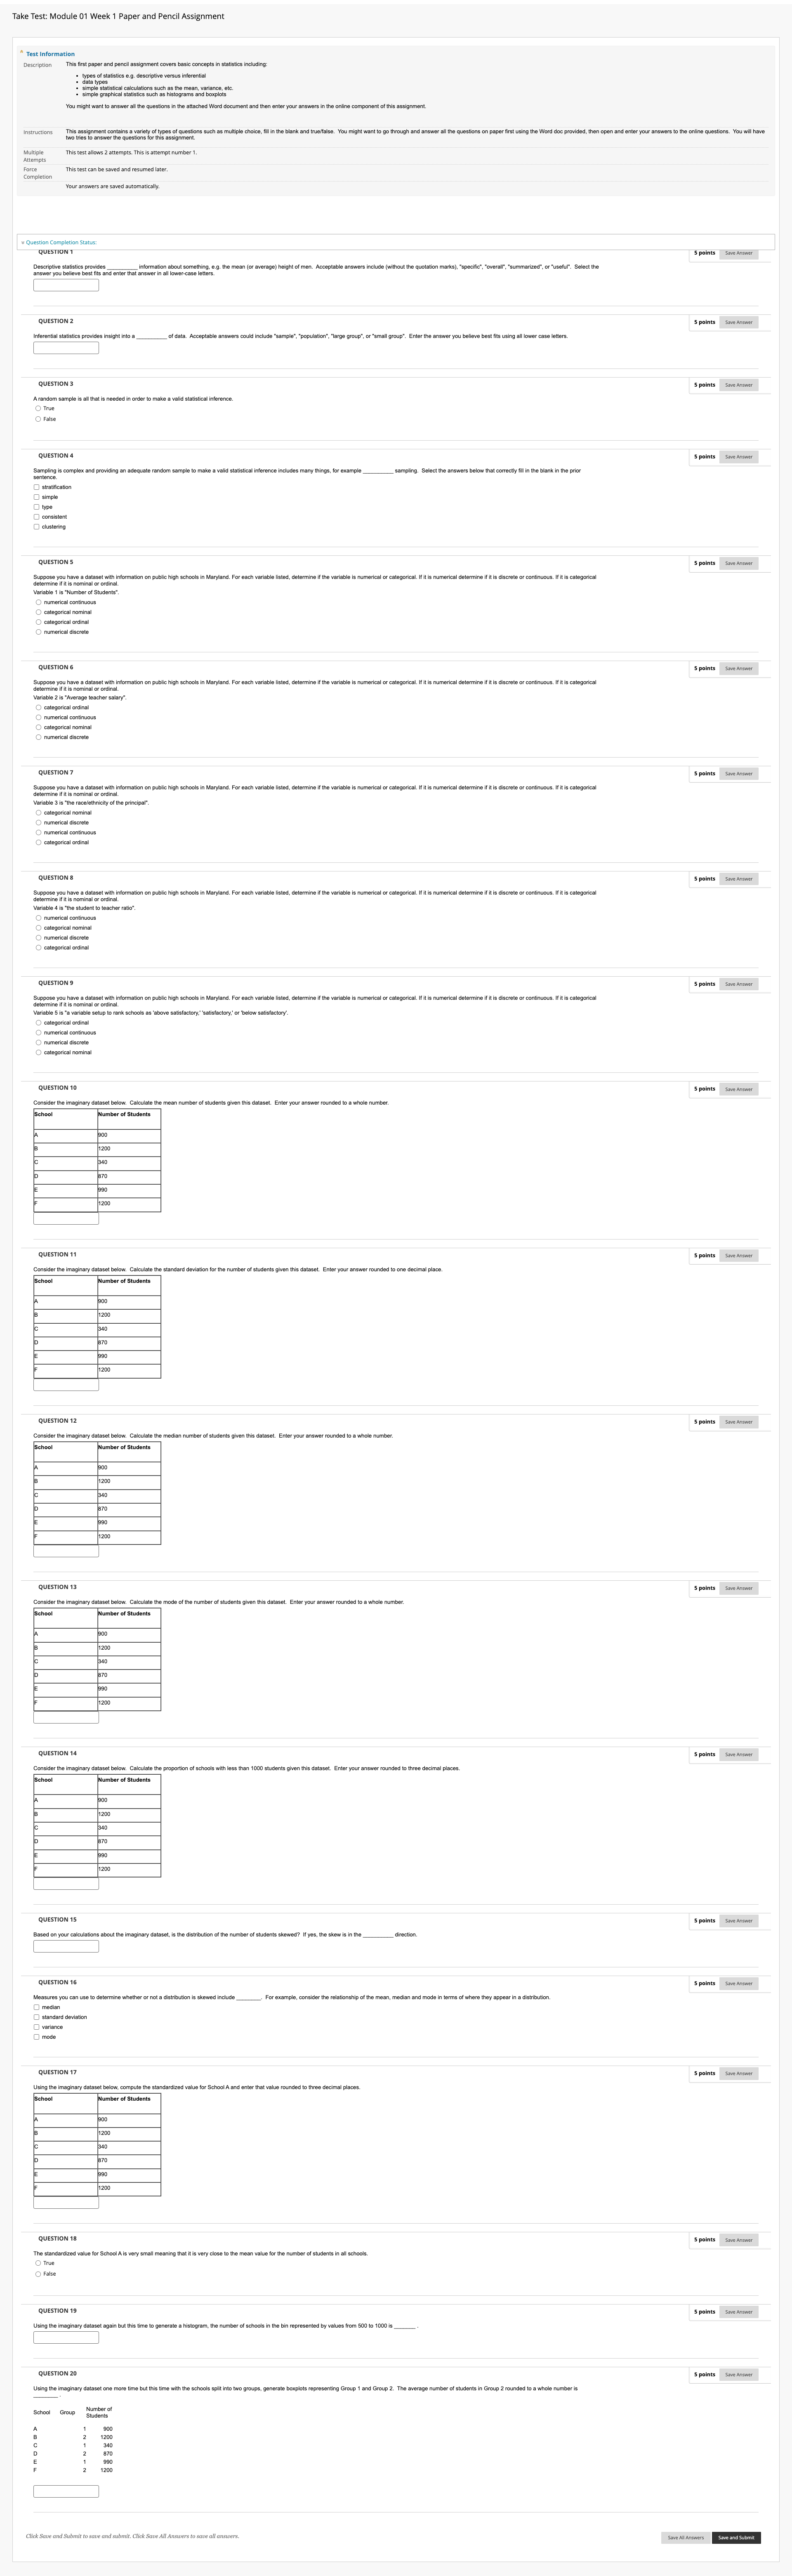 Take Test: Module 01 Week 1 Paper and Pencil Assignment
Test Information
Description
This first paper and pencil assignment covers basic concepts in statistics including:
• types of statistics e.g. descriptive versus inferential
• data types
• simple statistical calculations such as the mean, variance, etc.
• simple graphical statistics such as histograms and boxplots
You might want to answer all the questions in the attached Word document and then enter your answers in the online component of this assignment.
Instructions
This assignment contains a variety of types of questions such as multiple choice, fill in the blank and true/false. You might want to go through and answer all the questions on paper first using the Word doc provided, then open and enter your answers to the online questions. You will have
two tries to answer the questions for this assignment.
Multiple
Attempts
This test allows 2 attempts. This is attempt number 1.
Force
Completion
This test can be saved and resumed later.
Your answers are saved automatically.
Question Completion Status:
QUESTION 1
5 points Save Answer
Descriptive statistics provides __________ information about something, e.g. the mean (or average) height of men. Acceptable answers include (without the quotation marks), "specific", "overall", "summarized", or "useful". Select the
answer you believe best fits and enter that answer in all lower-case letters.
QUESTION 2
5 points Save Answer
Inferential statistics provides insight into a __________ of data. Acceptable answers could include "sample", "population", "large group", or "small group". Enter the answer you believe best fits using all lower case letters.
QUESTION 3
5 points Save Answer
A random sample is all that is needed in order to make a valid statistical inference.
True
False
QUESTION 4
5 points Save Answer
Sampling is complex and providing an adequate random sample to make a valid statistical inference includes many things, for example __________ sampling. Select the answers below that correctly fill in the blank in the prior
sentence.
stratification
simple
type
consistent
clustering
QUESTION 5
5 points Save Answer
Suppose you have a dataset with information on public high schools in Maryland. For each variable listed, determine if the variable is numerical or categorical. If it is numerical determine if it is discrete or continuous. If it is categorical
determine if it is nominal or ordinal.
Variable 1 is "Number of Students".
numerical continuous
categorical nominal
categorical ordinal
numerical discrete
QUESTION 6
5 points Save Answer
Suppose you have a dataset with information on public high schools in Maryland. For each variable listed, determine if the variable is numerical or categorical. If it is numerical determine if it is discrete or continuous. If it is categorical
determine if it is nominal or ordinal.
Variable 2 is "Average teacher salary".
categorical ordinal
numerical continuous
categorical nominal
numerical discrete
QUESTION 7
5 points Save Answer
Suppose you have a dataset with information on public high schools in Maryland. For each variable listed, determine if the variable is numerical or categorical. If it is numerical determine if it is discrete or continuous. If it is categorical
determine if it is nominal or ordinal.
Variable 3 is "the race/ethnicity of the principal".
categorical nominal
numerical discrete
numerical continuous
categorical ordinal
QUESTION 8
5 points Save Answer
Suppose you have a dataset with information on public high schools in Maryland. For each variable listed, determine if the variable is numerical or categorical. If it is numerical determine if it is discrete or continuous. If it is categorical
determine if it is nominal or ordinal.
Variable 4 is "the student to teacher ratio".
numerical continuous
categorical nominal
numerical discrete
categorical ordinal
QUESTION 9
5 points Save Answer
Suppose you have a dataset with information on public high schools in Maryland. For each variable listed, determine if the variable is numerical or categorical. If it is numerical determine if it is discrete or continuous. If it is categorical
determine if it is nominal or ordinal.
Variable 5 is "a variable setup to rank schools as 'above satisfactory,' 'satisfactory,' or 'below satisfactory'.
categorical ordinal
numerical continuous
numerical discrete
categorical nominal
QUESTION 10
5 points Save Answer
Consider the imaginary dataset below. Calculate the mean number of students given this dataset. Enter your answer rounded to a whole number.
School Number of Students
A 900
B 1200
C 340
D 870
E 990
F 1200
QUESTION 11
5 points Save Answer
Consider the imaginary dataset below. Calculate the standard deviation for the number of students given this dataset. Enter your answer rounded to one decimal place.
School Number of Students
A 900
B 1200
C 340
D 870
E 990
F 1200
QUESTION 12
5 points Save Answer
Consider the imaginary dataset below. Calculate the median number of students given this dataset. Enter your answer rounded to a whole number.
School Number of Students
A 900
B 1200
C 340
D 870
E 990
F 1200
QUESTION 13
5 points Save Answer
Consider the imaginary dataset below. Calculate the mode of the number of students given this dataset. Enter your answer rounded to a whole number.
School Number of Students
A 900
B 1200
C 340
D 870
E 990
F 1200
QUESTION 14
5 points Save Answer
Consider the imaginary dataset below. Calculate the proportion of schools with less than 1000 students given this dataset. Enter your answer rounded to three decimal places.
School Number of Students
A 900
B 1200
C 340
D 870
E 990
F 1200
QUESTION 15
5 points Save Answer
Based on your calculations about the imaginary dataset, is the distribution of the number of students skewed? If yes, the skew is in the __________ direction.
QUESTION 16
5 points Save Answer
Measures you can use to determine whether or not a distribution is skewed include ________. For example, consider the relationship of the mean, median and mode in terms of where they appear in a distribution.
median
standard deviation
variance
mode
QUESTION 17
5 points Save Answer
Using the imaginary dataset below, compute the standardized value for School A and enter that value rounded to three decimal places.
School Number of Students
A 900
B 1200
C 340
D 870
E 990
F 1200
QUESTION 18
5 points Save Answer
The standardized value for School A is very small meaning that it is very close to the mean value for the number of students in all schools.
True
False
QUESTION 19
5 points Save Answer
Using the imaginary dataset again but this time to generate a histogram, the number of schools in the bin represented by values from 500 to 1000 is _______ .
QUESTION 20
5 points Save Answer
Using the imaginary dataset one more time but this time with the schools split into two groups, generate boxplots representing Group 1 and Group 2. The average number of students in Group 2 rounded to a whole number is
________ .
School Group Number of
Students
A 1 900
B 2 1200
C 1 340
D 2 870
E 1 990
F 2 1200
Click Save and Submit to save and submit. Click Save All Answers to save all answers.
Save All Answers Save and Submit